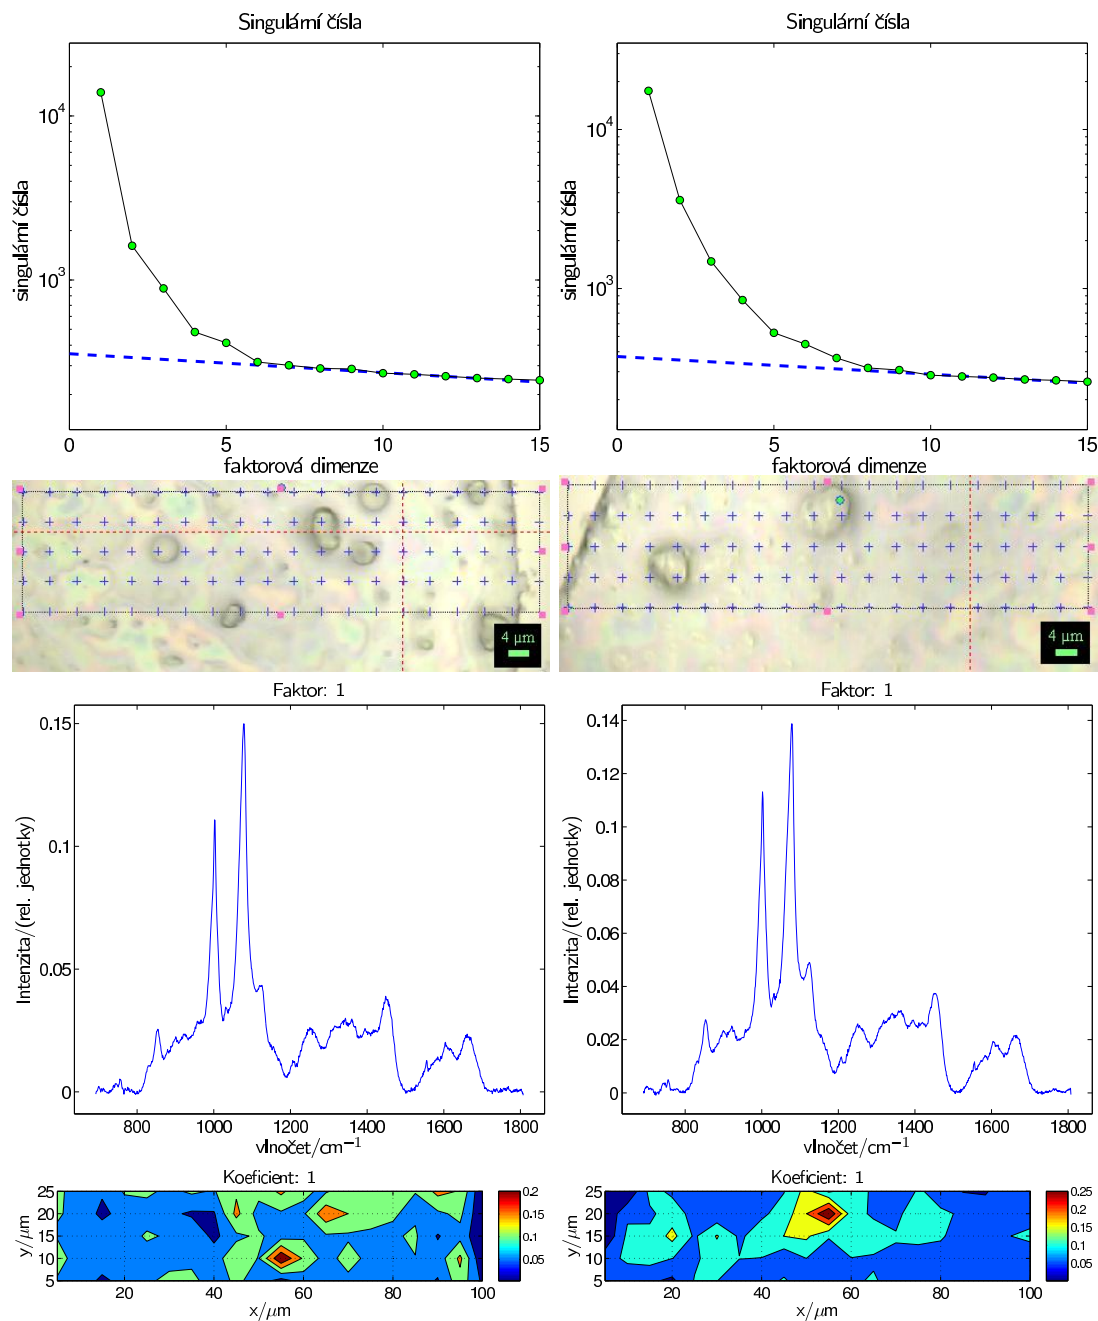 Singulární čísla
Singulární čísla
singulární čísla
10^4
10^3
0 5 10 15
faktorová dimenze
singulární čísla
10^4
10^3
0 5 10 15
faktorová dimenze
4 μm
4 μm
Faktor: 1
Intenzita/(rel. jednotky)
0.15
0.15
0.05
0
800 1000 1200 1400 1600 1800
vlnočet/cm⁻¹
Faktor: 1
Intenzita/(rel. jednotky)
0.14
0.12
0.1
0.08
0.06
0.04
0.02
0
800 1000 1200 1400 1600 1800
vlnočet/cm⁻¹
Koeficient: 1
y/μm
25
20
15
10
5
20 40 60 80 100
x/μm
0.2
0.15
0.1
0.05
Koeficient: 1
y/μm
25
20
15
10
5
20 40 60 80 100
x/μm
0.25
0.2
0.15
0.1
0.05